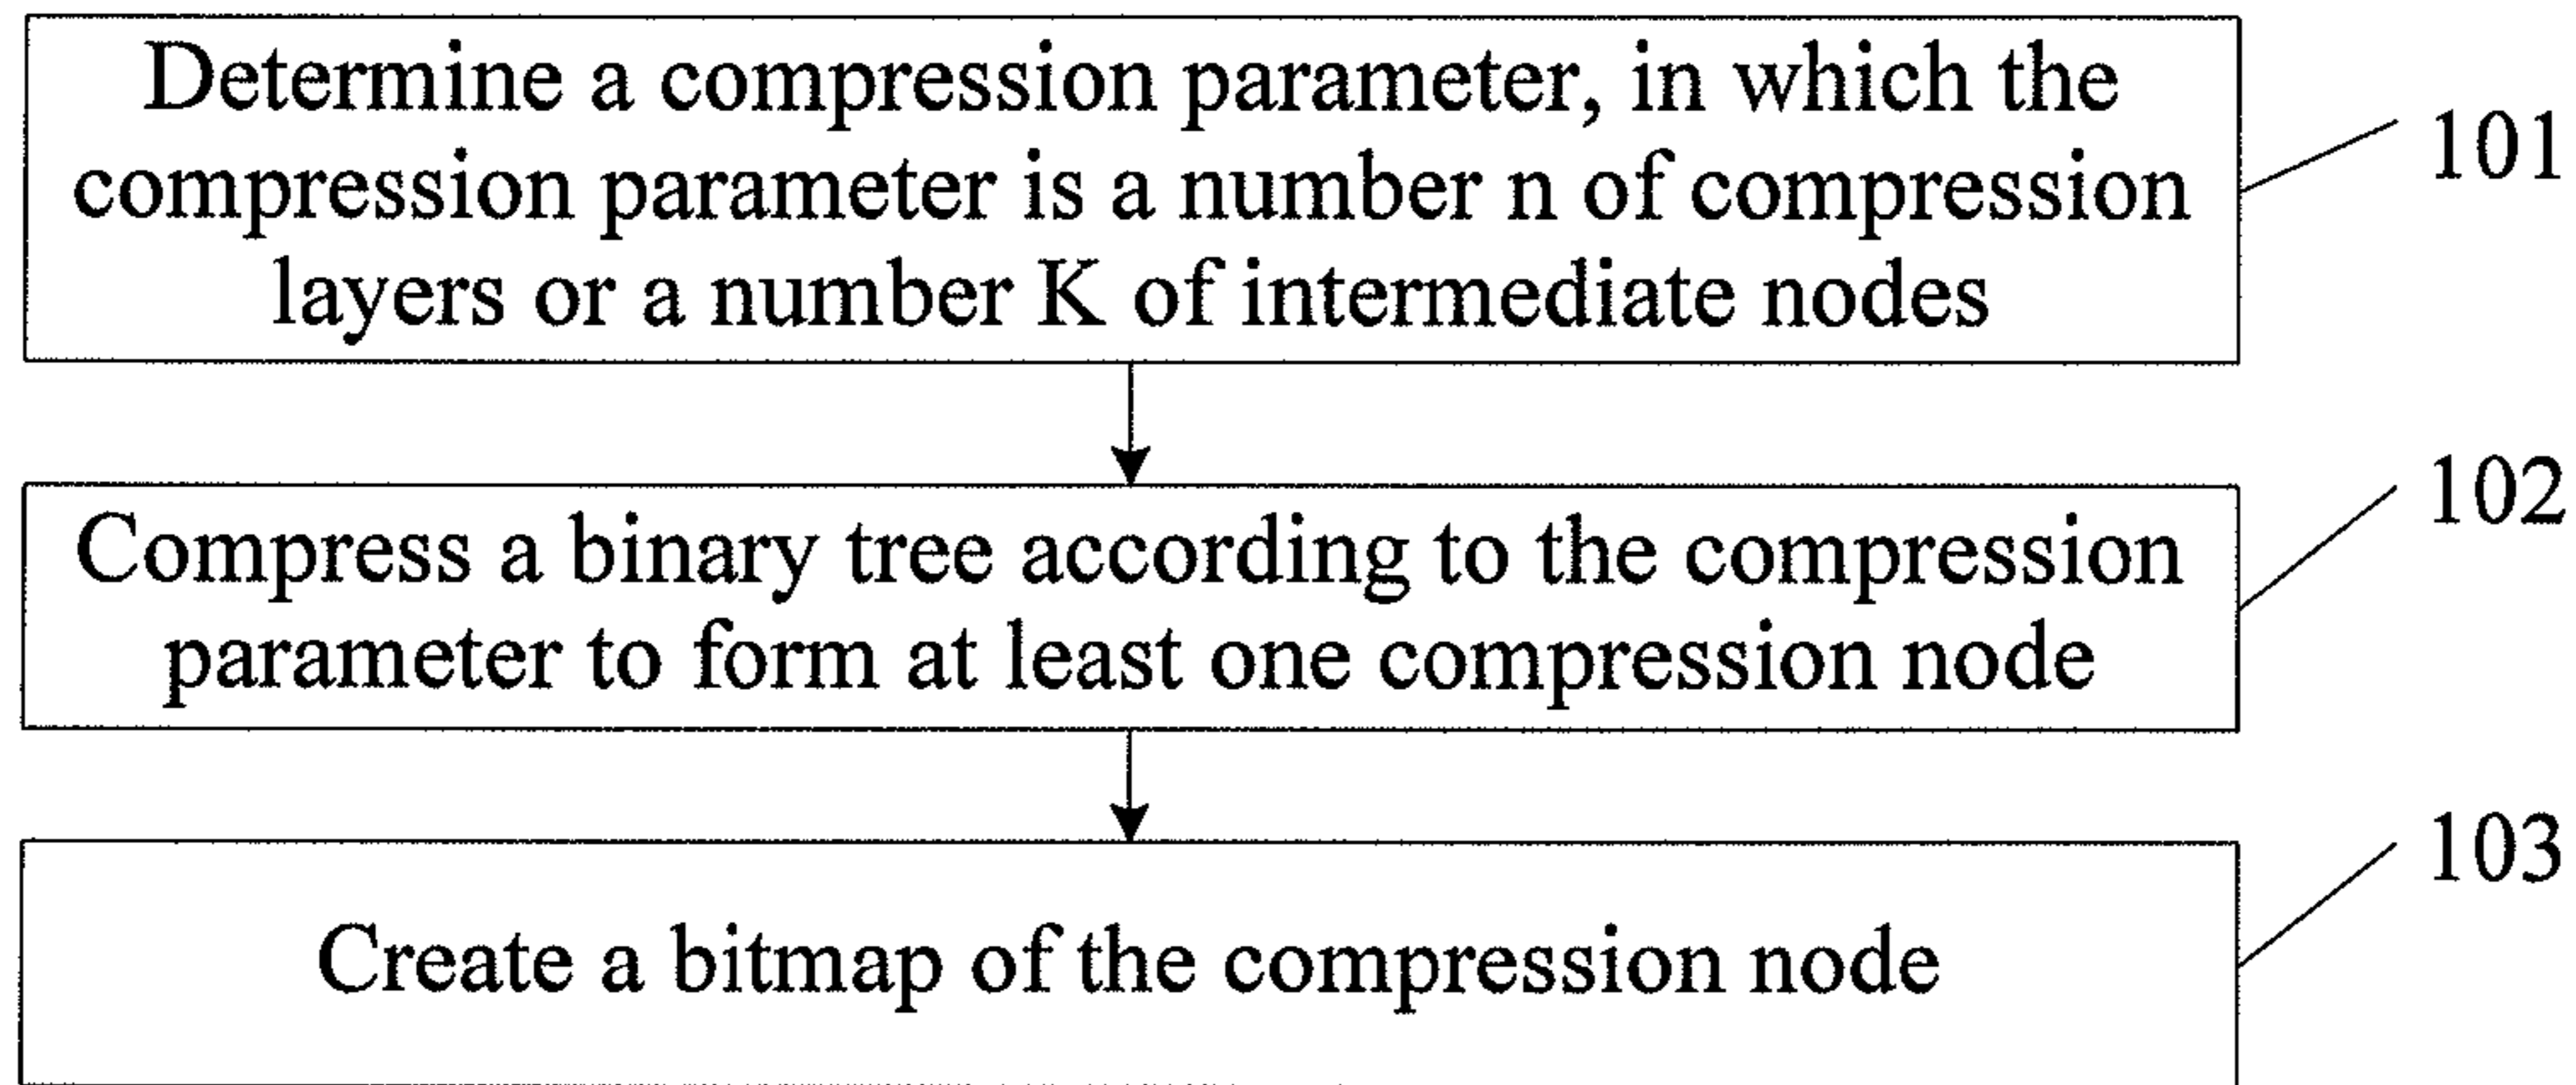 Determine a compression parameter, in which the
compression parameter is a number n of compression
layers or a number K of intermediate nodes
101
Compress a binary tree according to the compression
parameter to form at least one compression node
102
Create a bitmap of the compression node
103